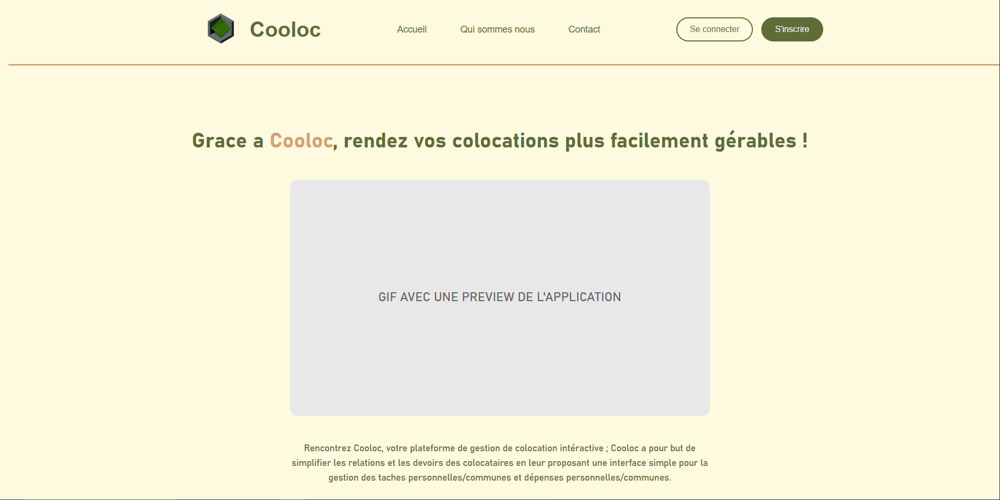 Cooloc
Accueil
Qui sommes nous
Contact
Se connecter
S'inscrire
Grace a Cooloc, rendez vos colocations plus facilement gérables !
GIF AVEC UNE PREVIEW DE L'APPLICATION
Rencontrez Cooloc, votre plateforme de gestion de colocation intéractive ; Cooloc a pour but de
simplifier les relations et les devoirs des colocataires en leur proposant une interface simple pour la
gestion des taches personnelles/communes et dépenses personnelles/communes.